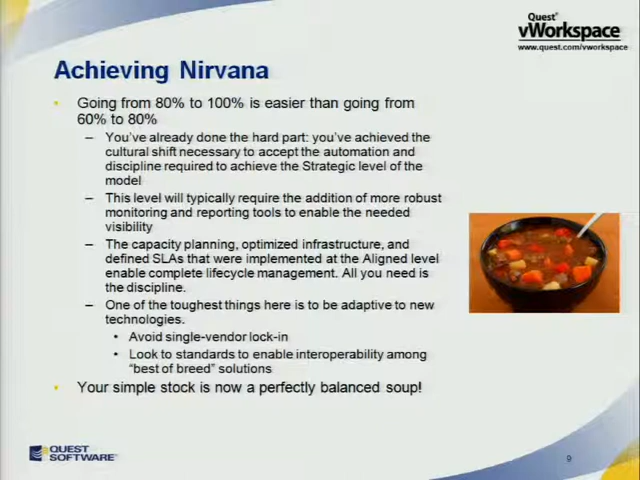 Quest®
vWorkspace
www.quest.com/vworkspace
Achieving Nirvana
• Going from 80% to 100% is easier than going from
60% to 80%
– You've already done the hard part: you've achieved the
cultural shift necessary to accept the automation and
discipline required to achieve the Strategic level of the
model
– This level will typically require the addition of more robust
monitoring and reporting tools to enable the needed
visibility
– The capacity planning, optimized infrastructure, and
defined SLAs that were implemented at the Aligned level
enable complete lifecycle management. All you need is
the discipline.
– One of the toughest things here is to be adaptive to new
technologies.
• Avoid single-vendor lock-in
• Look to standards to enable interoperability among
“best of breed” solutions
• Your simple stock is now a perfectly balanced soup!
QUEST
SOFTWARE™
9